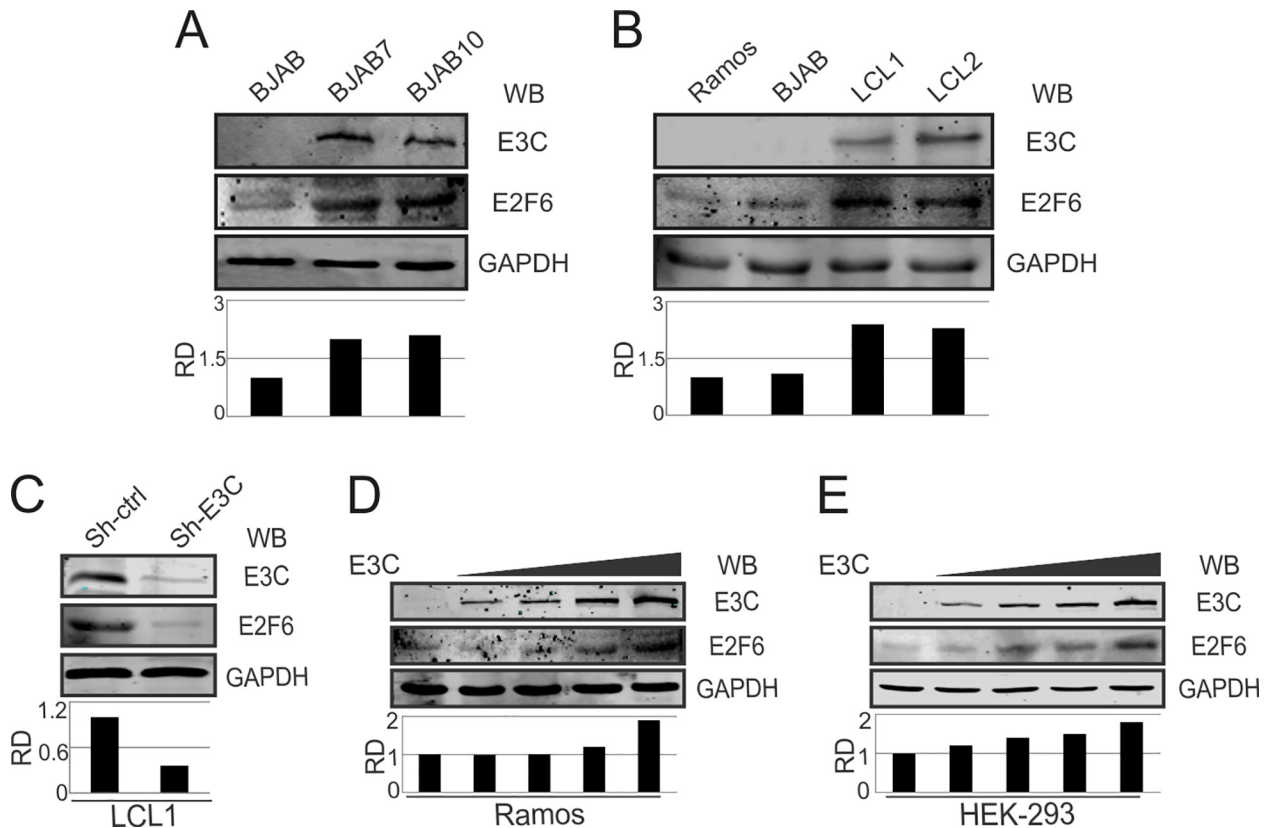 A
BJAB BJAB7 BJAB10 WB
E3C
E2F6
GAPDH
3
1.5
0
RD
B
Ramos BJAB LCL1 LCL2 WB
E3C
E2F6
GAPDH
3
1.5
0
RD
C
Sh-ctrl Sh-E3C WB
E3C
E2F6
GAPDH
1.2
0.6
0
RD
LCL1
D
E3C WB
E3C
E2F6
GAPDH
2
1
0
RD
Ramos
E
E3C WB
E3C
E2F6
GAPDH
2
1
0
RD
HEK-293